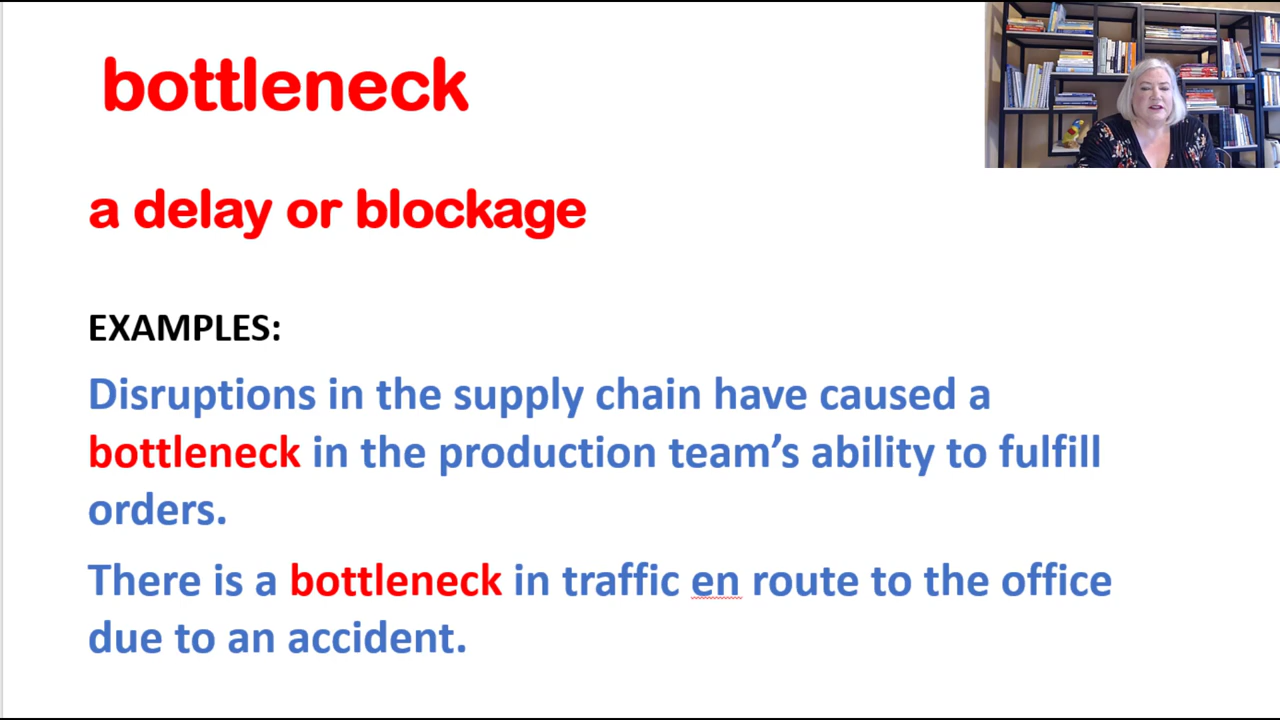 bottleneck
a delay or blockage
EXAMPLES:
Disruptions in the supply chain have caused a
bottleneck in the production team’s ability to fulfill
orders.
There is a bottleneck in traffic en route to the office
due to an accident.